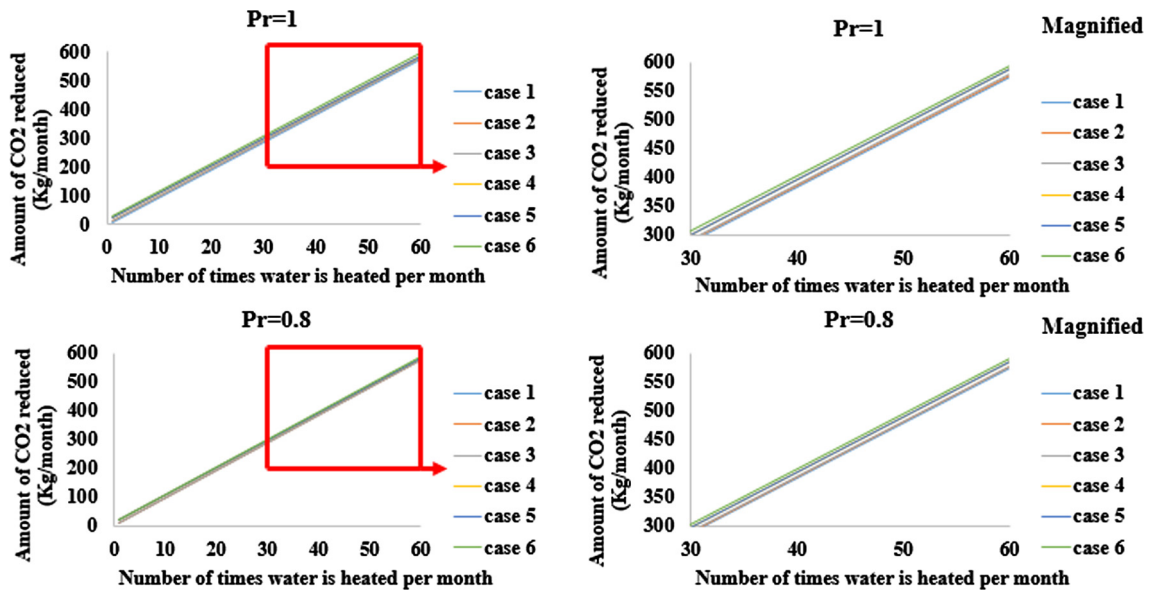 Pr=1
Amount of CO2 reduced
(Kg/month)
600
500
400
300
200
100
0
0 10 20 30 40 50 60
Number of times water is heated per month
case 1
case 2
case 3
case 4
case 5
case 6
Pr=1
Magnified
Amount of CO2 reduced
(Kg/month)
600
550
500
450
400
350
300
30 40 50 60
Number of times water is heated per month
case 1
case 2
case 3
case 4
case 5
case 6
Pr=0.8
Amount of CO2 reduced
(Kg/month)
600
500
400
300
200
100
0
0 10 20 30 40 50 60
Number of times water is heated per month
case 1
case 2
case 3
case 4
case 5
case 6
Pr=0.8
Magnified
Amount of CO2 reduced
(Kg/month)
600
550
500
450
400
350
300
30 40 50 60
Number of times water is heated per month
case 1
case 2
case 3
case 4
case 5
case 6